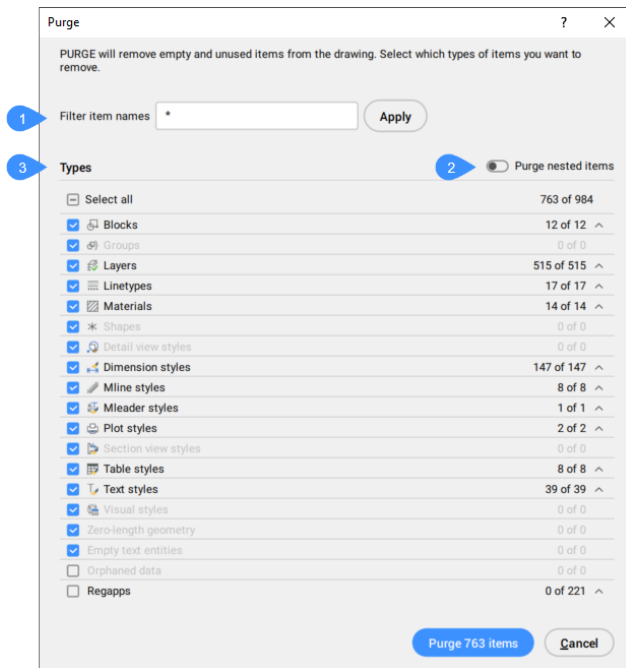 Purge ? ×
PURGE will remove empty and unused items from the drawing. Select which types of items you want to
remove.
1 Filter item names * Apply
3 Types 2 Purge nested items
Select all 763 of 984
Blocks 12 of 12
Groups 0 of 0
Layers 515 of 515
Linetypes 17 of 17
Materials 14 of 14
Shapes 0 of 0
Detail view styles 0 of 0
Dimension styles 147 of 147
Mline styles 8 of 8
Mleader styles 1 of 1
Plot styles 2 of 2
Section view styles 0 of 0
Table styles 8 of 8
Text styles 39 of 39
Visual styles 0 of 0
Zero-length geometry 0 of 0
Empty text entities 0 of 0
Orphaned data 0 of 0
Regapps 0 of 221
Purge 763 items Cancel